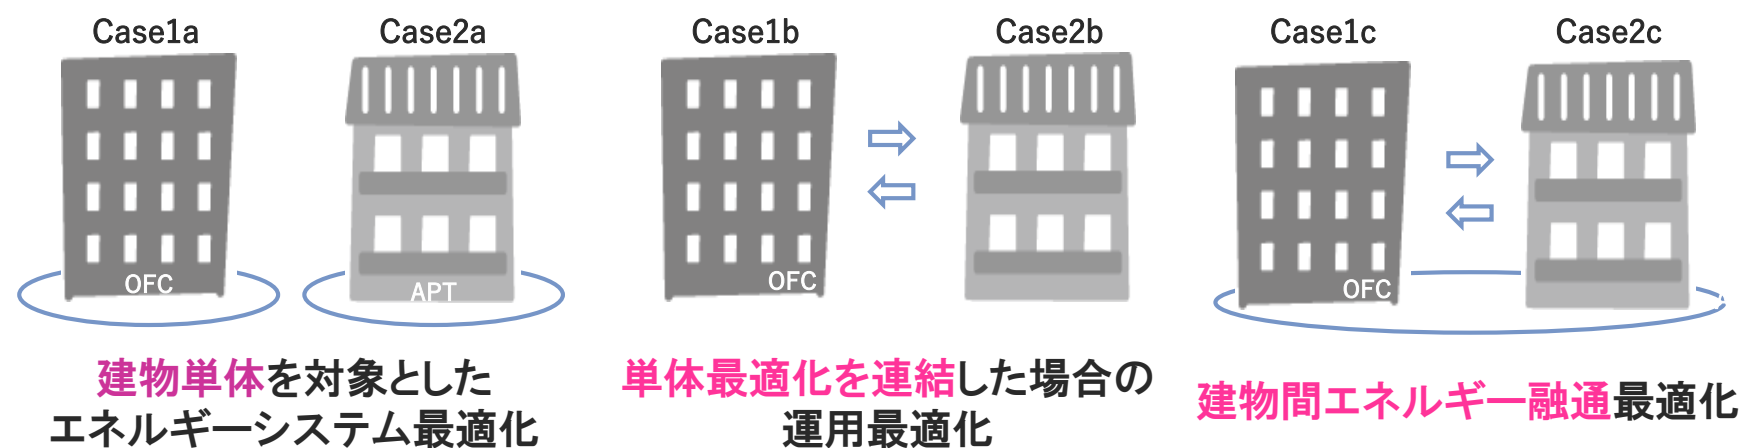 Case1a
Case2a
Case1b
Case2b
Case1c
Case2c
OFC
APT
OFC
OFC
建物単体を対象とした
エネルギーシステム最適化
単体最適化を連結した場合の
運用最適化
建物間エネルギー融通最適化